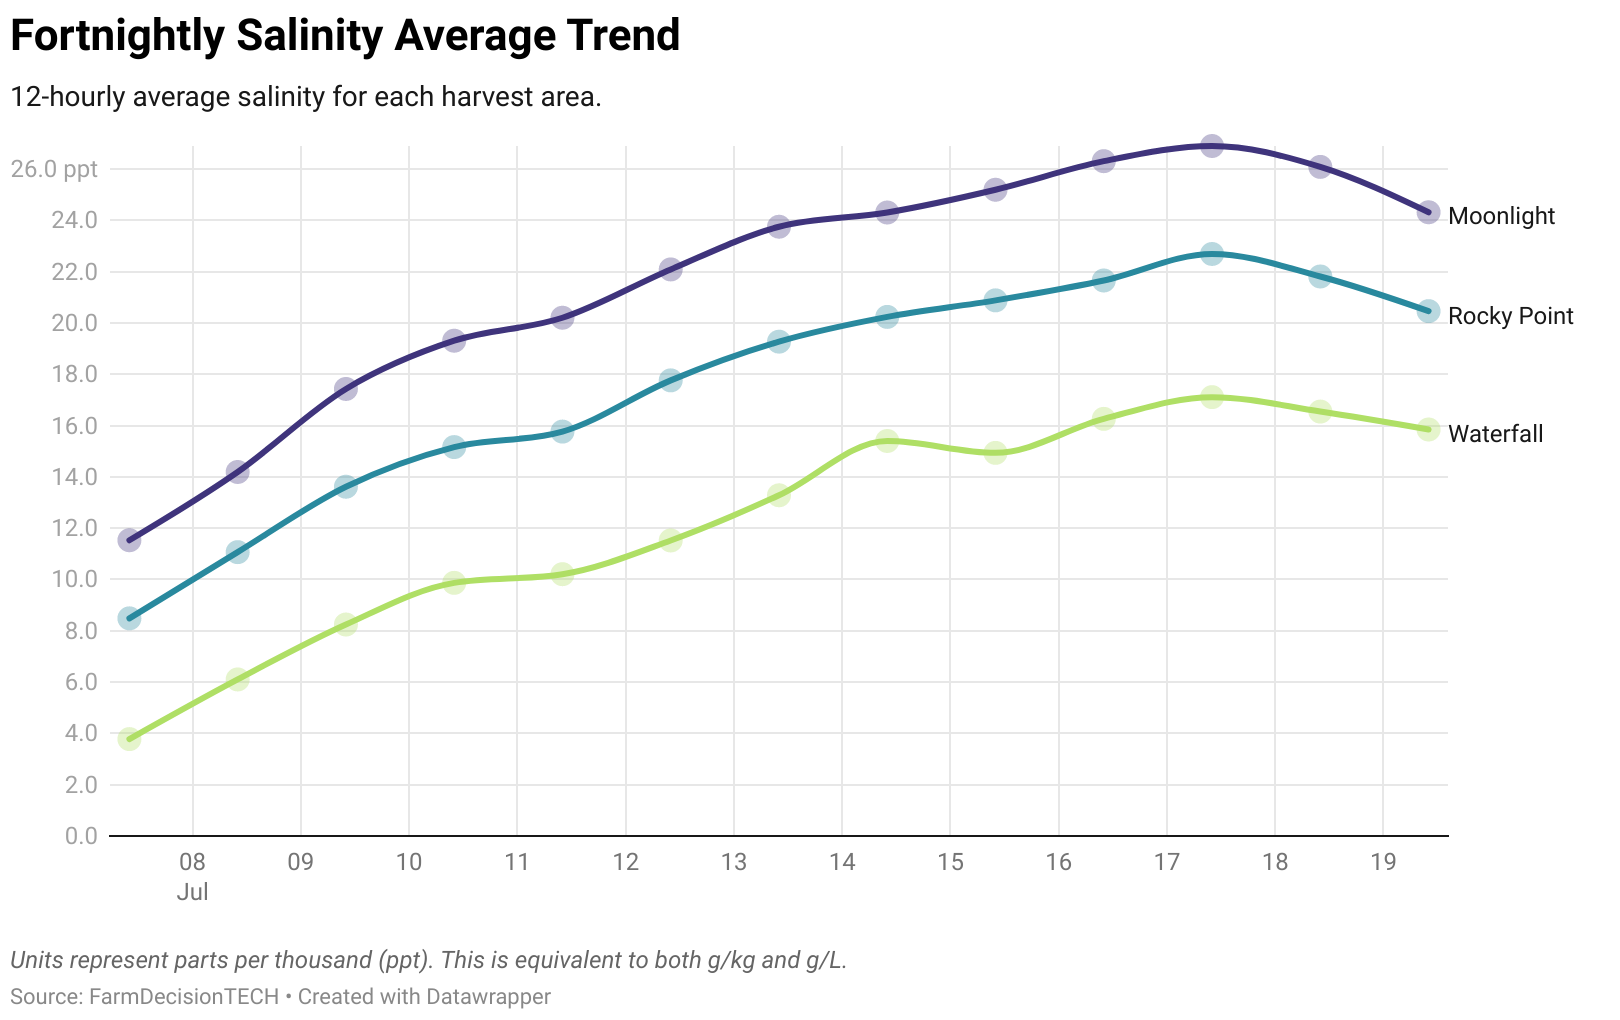 Fortnightly Salinity Average Trend
12-hourly average salinity for each harvest area.
26.0 ppt
24.0
22.0
20.0
18.0
16.0
14.0
12.0
10.0
8.0
6.0
4.0
2.0
0.0
Moonlight
Rocky Point
Waterfall
08 09 10 11 12 13 14 15 16 17 18 19
Jul
Units represent parts per thousand (ppt). This is equivalent to both g/kg and g/L.
Source: FarmDecisionTECH • Created with Datawrapper